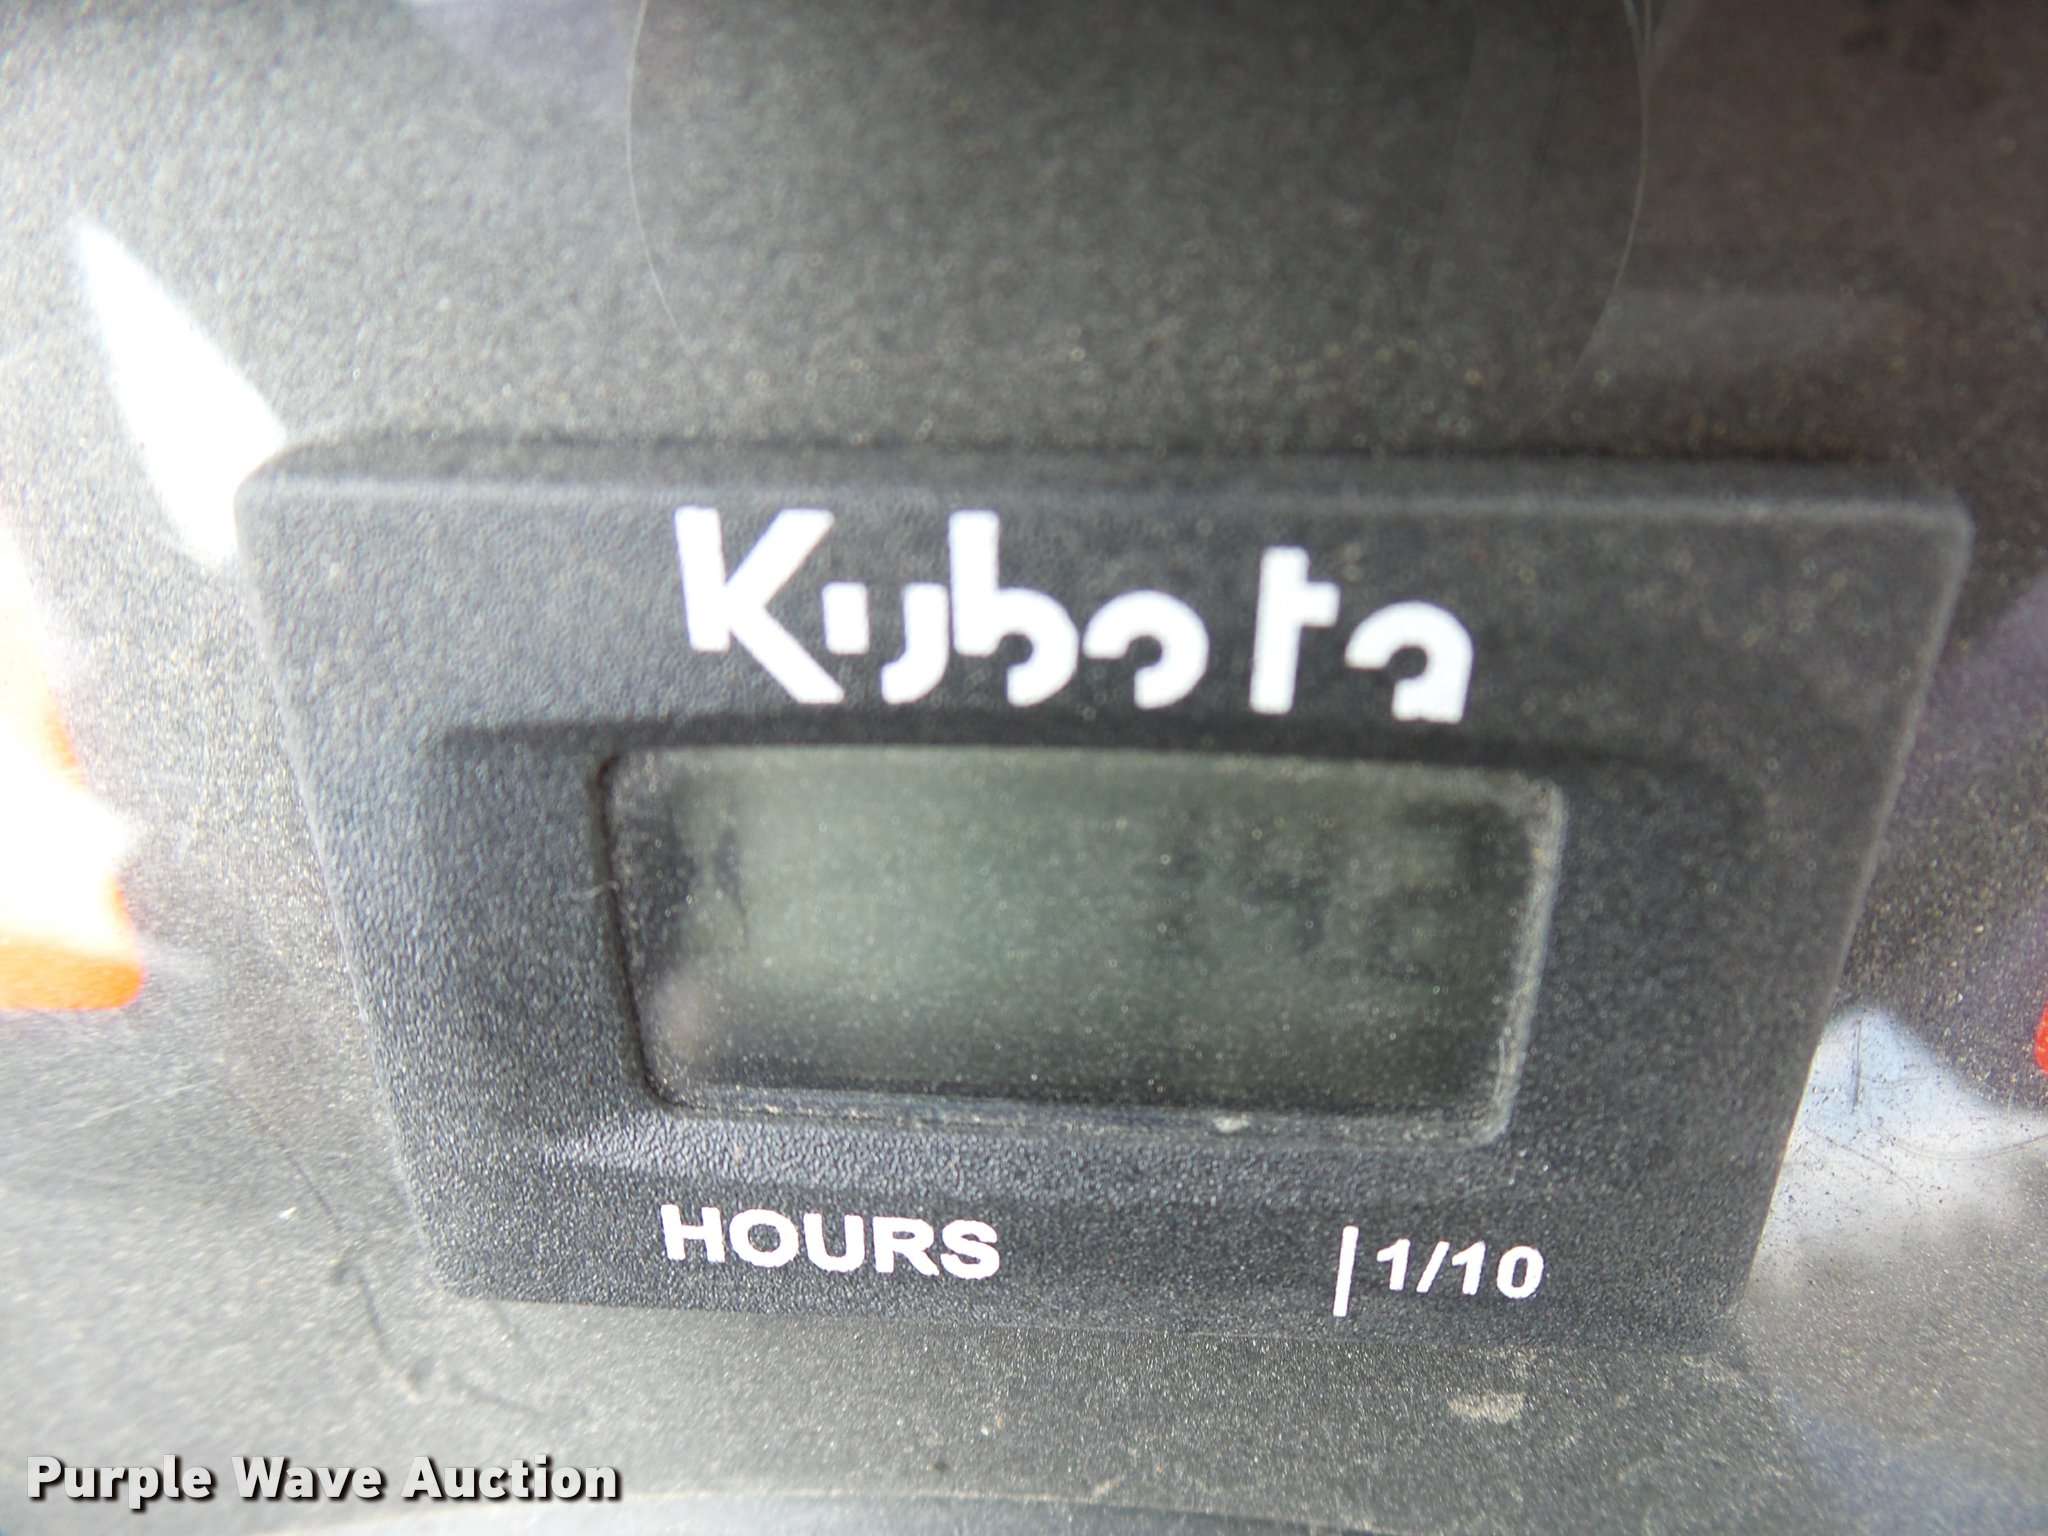 Kubota
HOURS |1/10
Purple Wave Auction